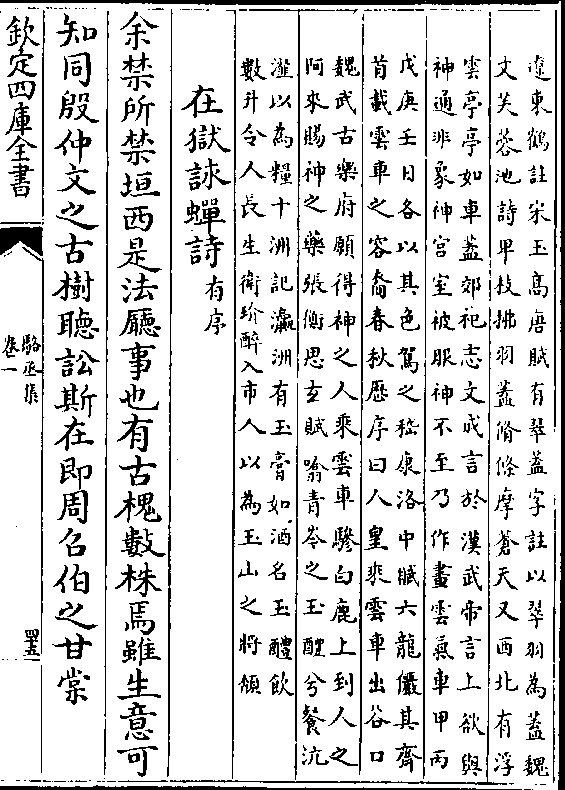 遼東鶴註宋玉高唐賦有翠葢字註以翠羽為葢魏
文芙蓉池詩卑枝拂羽葢脩條摩蒼天又西北有浮
雲亭亭如車葢郊祀志文成言於漢武帝言上欲與
神通非象神宮室被服神不至乃作畫雲氣車甲丙
戊庚壬日各以其色駕之嵇康洛中賦六龍儼其齊
首載雲車之容裔春秋歴序曰人皇乘雲車出谷口
魏武古樂府願得神之人乘雲車驂白鹿上到人之
阿來賜神之藥張衡思玄賦噏青岑之玉醴兮餐沆
瀣以為糧十洲記瀛洲有玉膏如酒名玉醴飲
數升令人長生衛玠醉入市人以為玉山之將頽
在獄詠蟬詩有序
余禁所禁垣西是法廳事也有古槐數株焉雖生意可
知同殷仲文之古樹聽訟斯在即周召伯之甘棠
欽定四庫全書
駱丞集
卷一